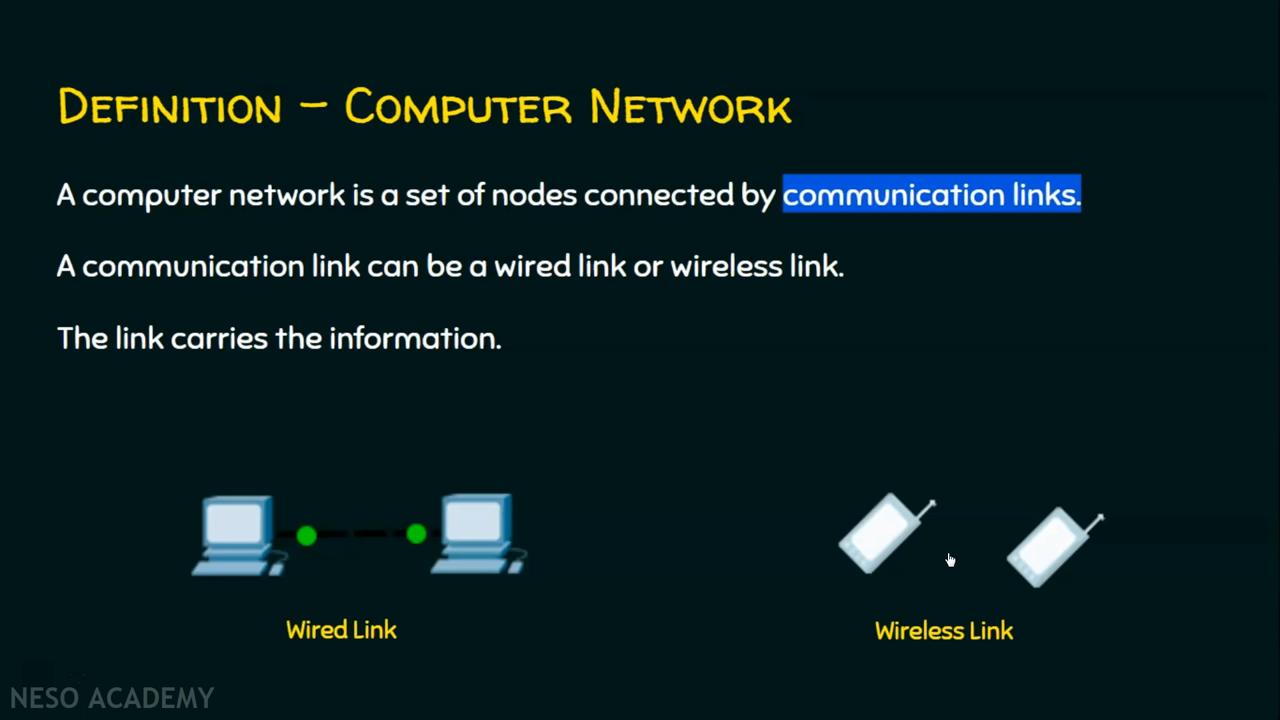 Definition – Computer Network
A computer network is a set of nodes connected by communication links.
A communication link can be a wired link or wireless link.
The link carries the information.
Wired Link
Wireless Link
NESO ACADEMY